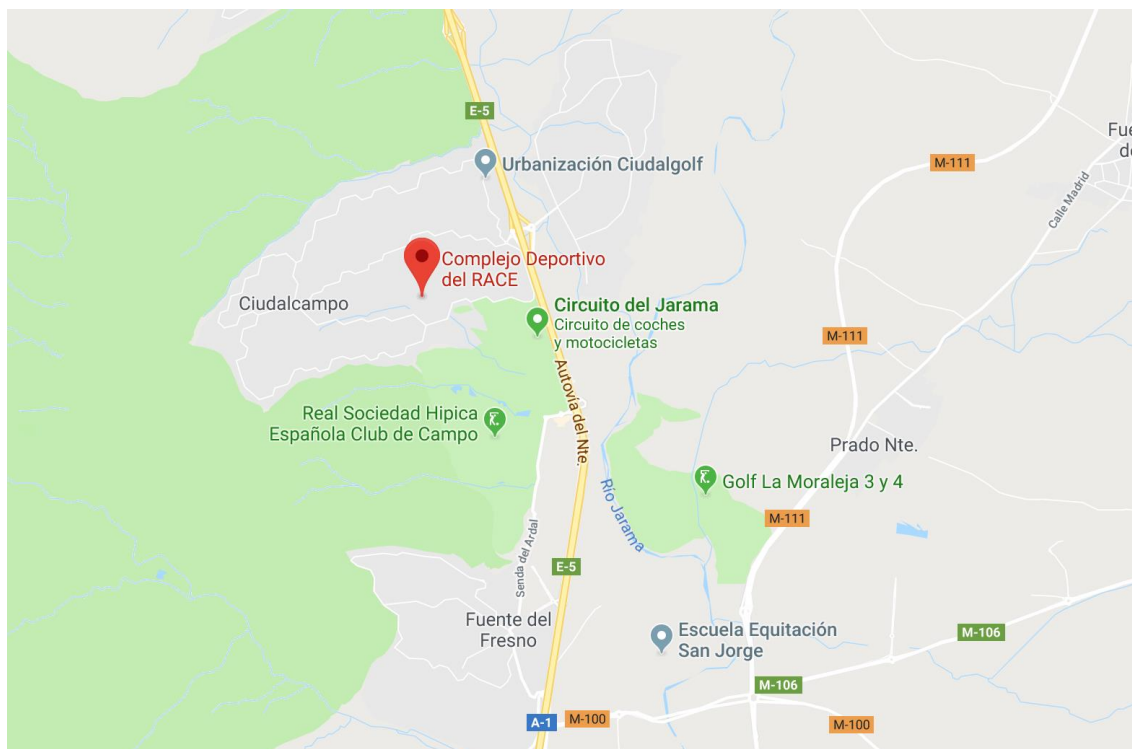 E-5
Urbanización Ciudalgolf
M-111
Calle Madrid
Complejo Deportivo
del RACE
Ciudalcampo
Circuito del Jarama
Circuito de coches
y motocicletas
M-111
Autovía del Nte.
Real Sociedad Hipica
Española Club de Campo
Prado Nte.
Golf La Moraleja 3 y 4
Río Jarama
M-111
Senda del Ardal
E-5
Fuente del
Fresno
Escuela Equitación
San Jorge
M-106
M-106
A-1
M-100
M-100